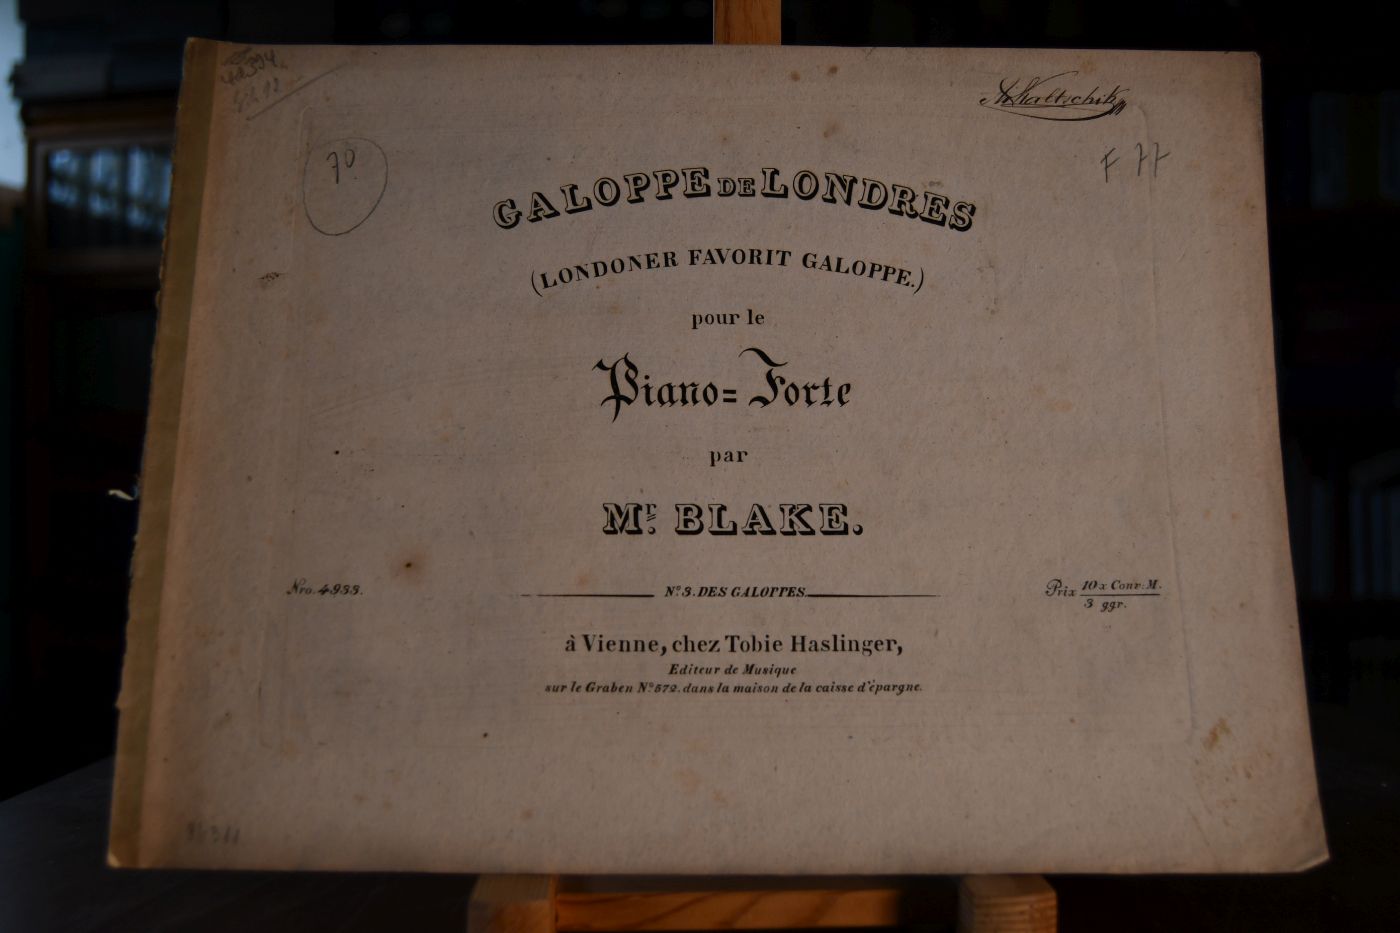 70
F 77
GALOPPE DE LONDRES
(LONDONER FAVORIT GALOPPE.)
pour le
Piano=Forte
par
Mr. BLAKE.
Nro. 4933.
No. 3. DES GALOPPES.
Prix 10 x Conv: M.
3 ggr.
à Vienne, chez Tobie Haslinger,
Editeur de Musique
sur le Graben No. 572. dans la maison de la caisse d'épargne.